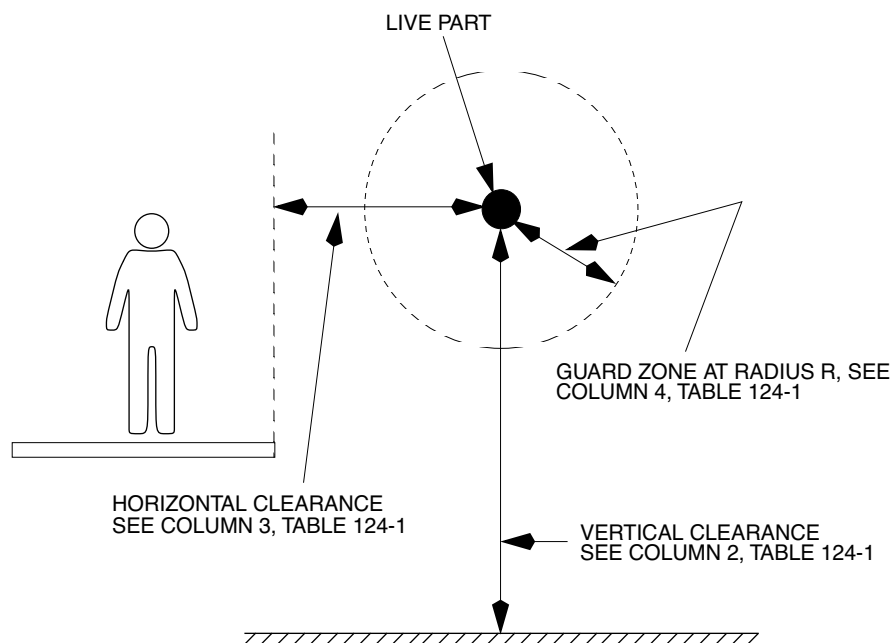 LIVE PART
GUARD ZONE AT RADIUS R, SEE
COLUMN 4, TABLE 124-1
HORIZONTAL CLEARANCE
SEE COLUMN 3, TABLE 124-1
VERTICAL CLEARANCE
SEE COLUMN 2, TABLE 124-1